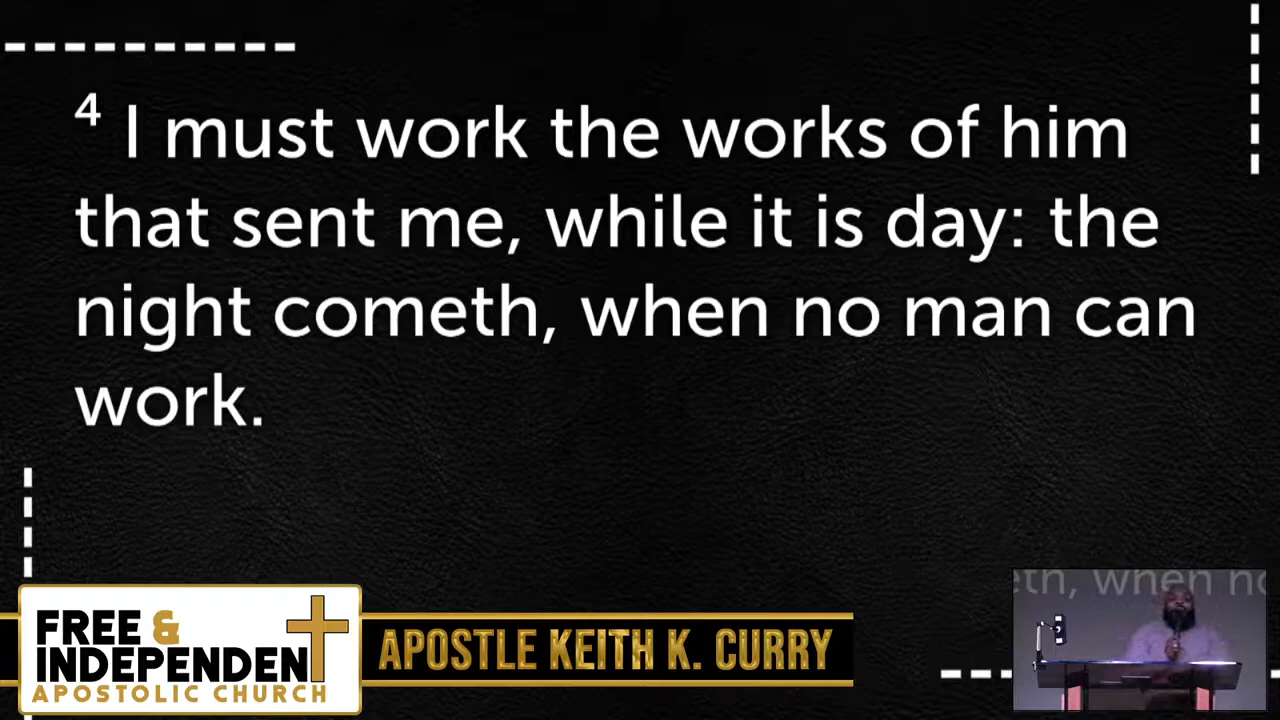 4 I must work the works of him
that sent me, while it is day: the
night cometh, when no man can
work.
FREE &
INDEPENDENT
APOSTOLIC CHURCH
APOSTLE KEITH K. CURRY
eth, when no